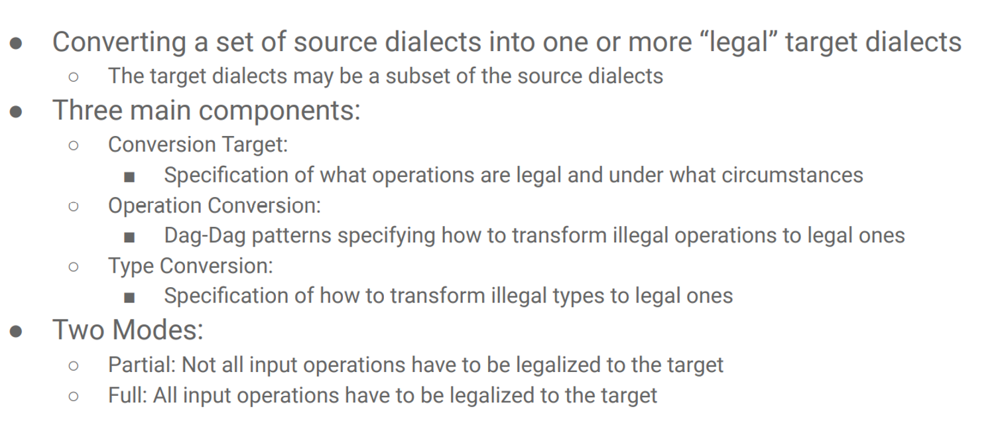 ● Converting a set of source dialects into one or more “legal” target dialects
○ The target dialects may be a subset of the source dialects
● Three main components:
○ Conversion Target:
■ Specification of what operations are legal and under what circumstances
○ Operation Conversion:
■ Dag-Dag patterns specifying how to transform illegal operations to legal ones
○ Type Conversion:
■ Specification of how to transform illegal types to legal ones
● Two Modes:
○ Partial: Not all input operations have to be legalized to the target
○ Full: All input operations have to be legalized to the target